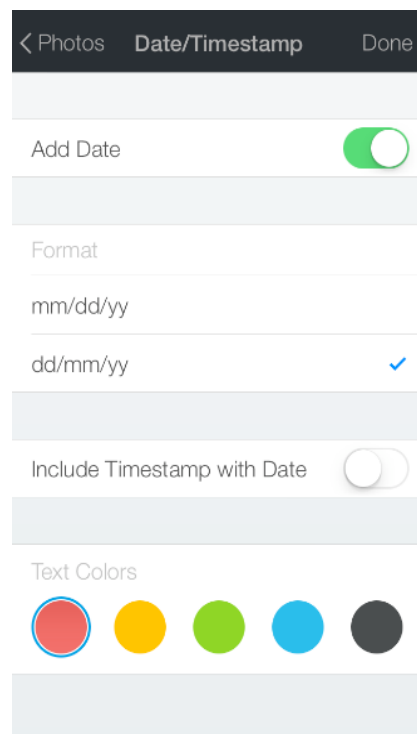 Photos Date/Timestamp Done
Add Date
Format
mm/dd/yy
dd/mm/yy
Include Timestamp with Date
Text Colors